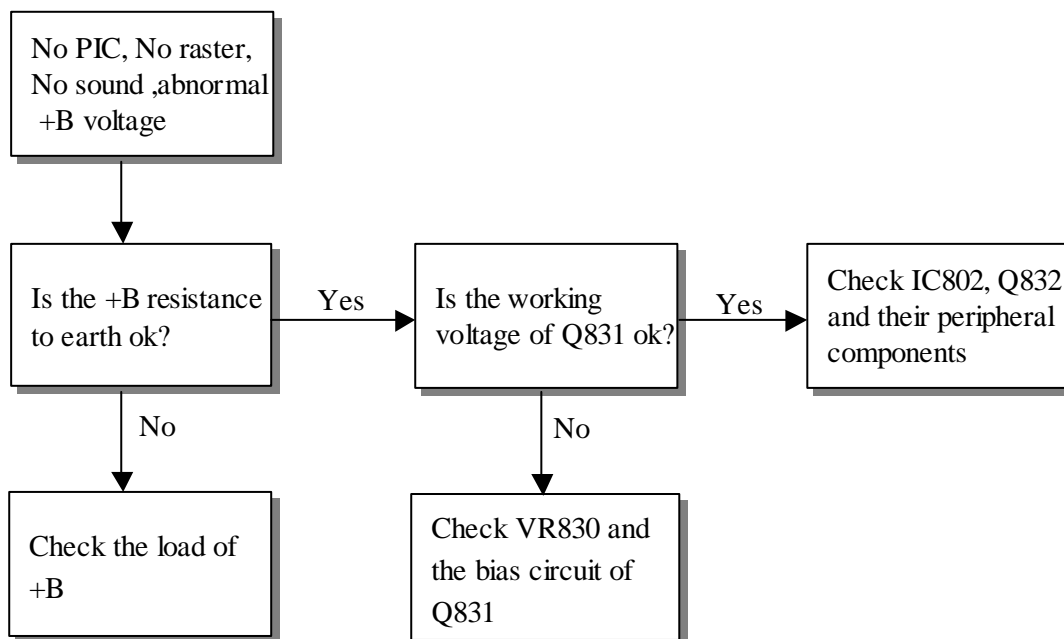 No PIC, No raster,
No sound ,abnormal
+B voltage
Is the +B resistance
to earth ok?
Yes
Is the working
voltage of Q831 ok?
Yes
Check IC802, Q832
and their peripheral
components
No
No
Check the load of
+B
Check VR830 and
the bias circuit of
Q831